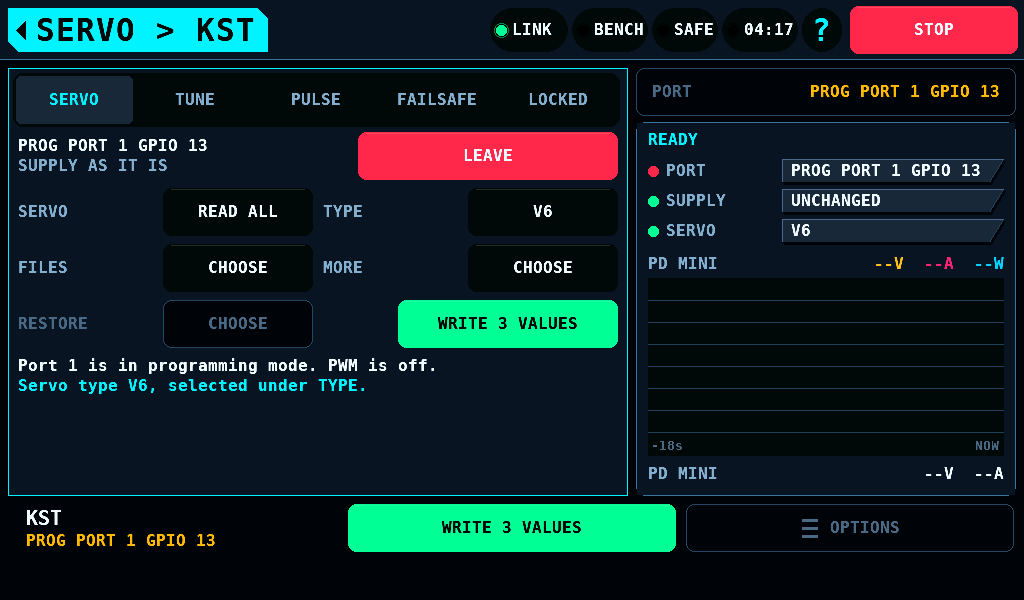 SERVO > KST
LINK
BENCH
SAFE
04:17
?
STOP
SERVO
TUNE
PULSE
FAILSAFE
LOCKED
PROG PORT 1 GPIO 13
SUPPLY AS IT IS
LEAVE
SERVO
READ ALL
TYPE
V6
FILES
CHOOSE
MORE
CHOOSE
RESTORE
CHOOSE
WRITE 3 VALUES
Port 1 is in programming mode. PWM is off.
Servo type V6, selected under TYPE.
PORT
PROG PORT 1 GPIO 13
READY
PORT
PROG PORT 1 GPIO 13
SUPPLY
UNCHANGED
SERVO
V6
PD MINI
--V --A --W
-18s
NOW
PD MINI
--V --A
KST
PROG PORT 1 GPIO 13
WRITE 3 VALUES
OPTIONS